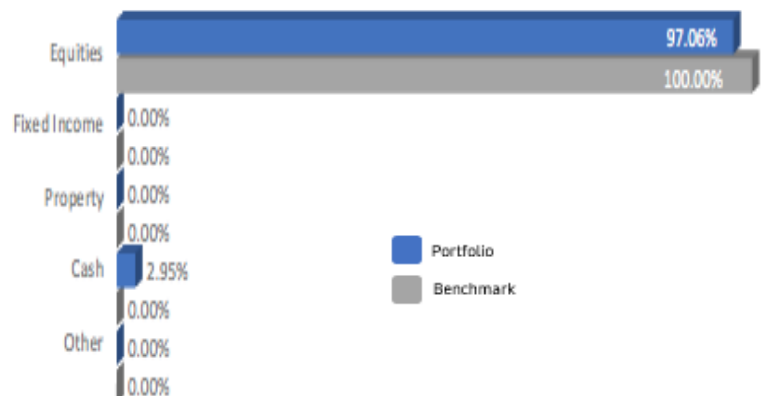 Equities
97.06%
100.00%
Fixed Income
0.00%
0.00%
Property
0.00%
0.00%
Cash
2.95%
0.00%
Other
0.00%
0.00%
Portfolio
Benchmark